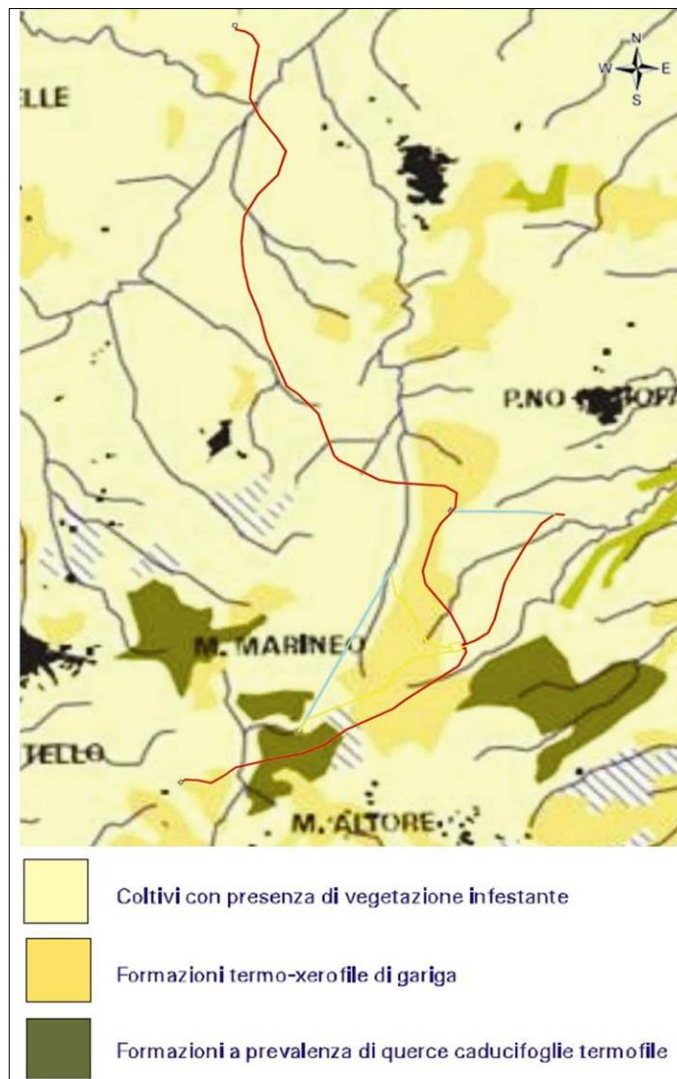 N
W E
S
ELLE
P.NO
M. MARINEO
TELLO
M. ALTORE
Coltivi con presenza di vegetazione infestante
Formazioni termo-xerofile di gariga
Formazioni a prevalenza di querce caducifoglie termofile